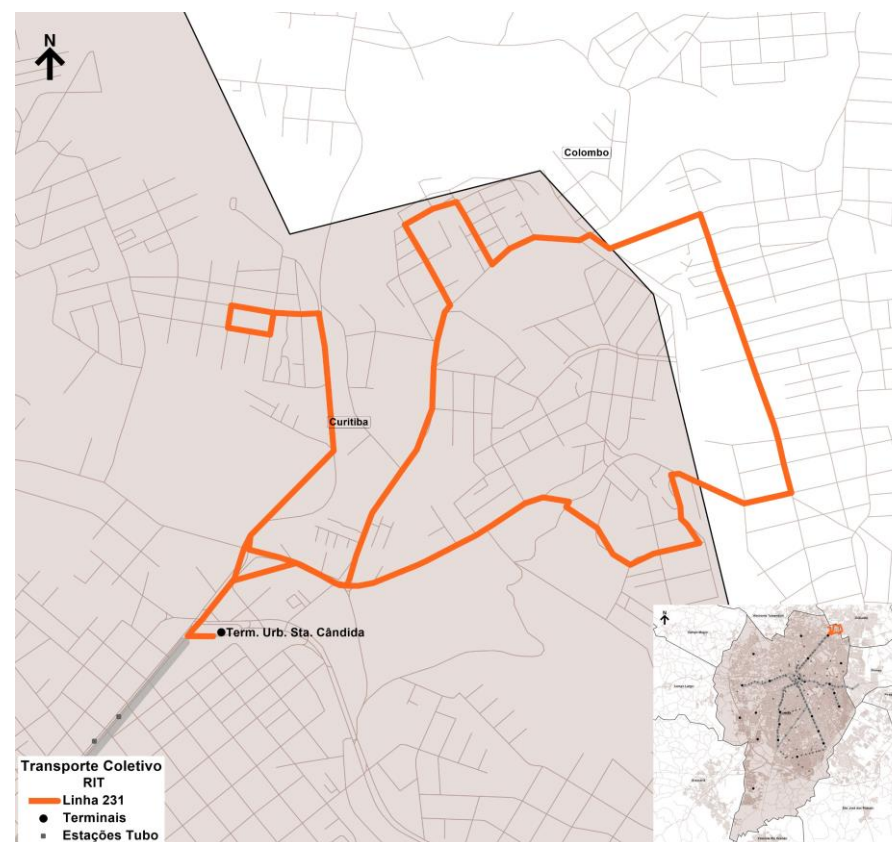 N
Colombo
Curitiba
Term. Urb. Sta. Cândida
Transporte Coletivo
RIT
Linha 231
Terminais
Estações Tubo
N